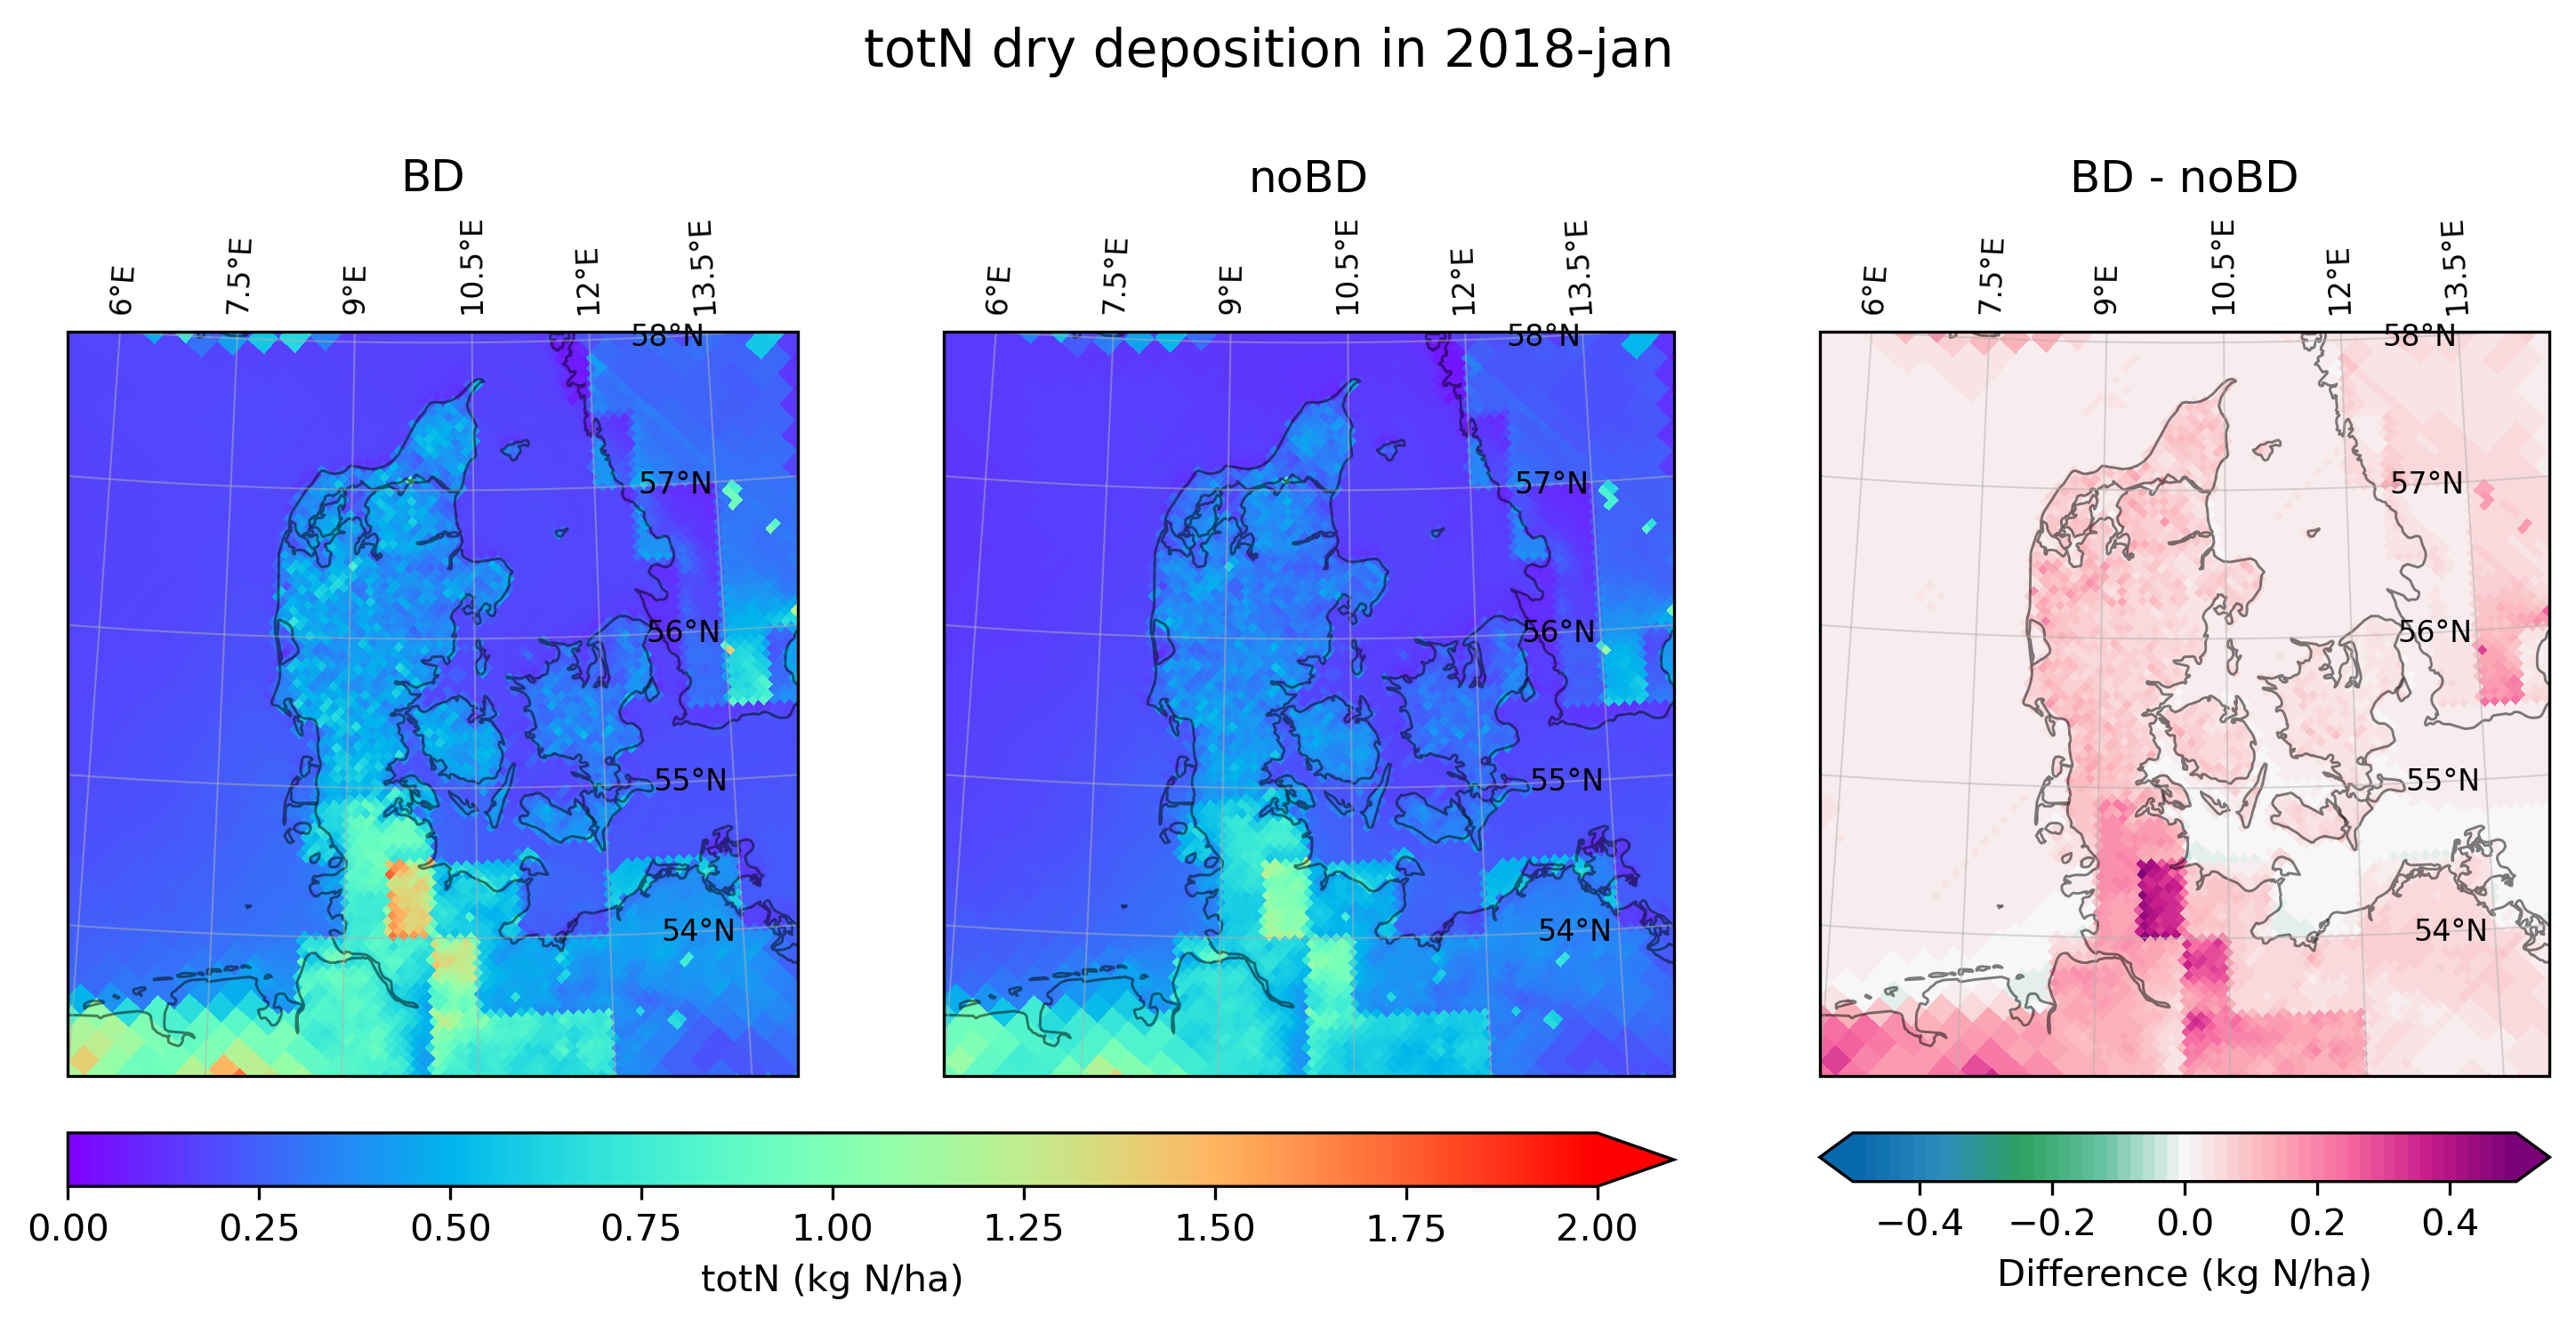 totN dry deposition in 2018-jan
BD
noBD
BD - noBD
6°E 7.5°E 9°E 10.5°E 12°E 13.5°E
6°E 7.5°E 9°E 10.5°E 12°E 13.5°E
6°E 7.5°E 9°E 10.5°E 12°E 13.5°E
58°N 58°N 58°N
57°N 57°N 57°N
56°N 56°N 56°N
55°N 55°N 55°N
54°N 54°N 54°N
0.00 0.25 0.50 0.75 1.00 1.25 1.50 1.75 2.00
totN (kg N/ha)
−0.4 −0.2 0.0 0.2 0.4
Difference (kg N/ha)